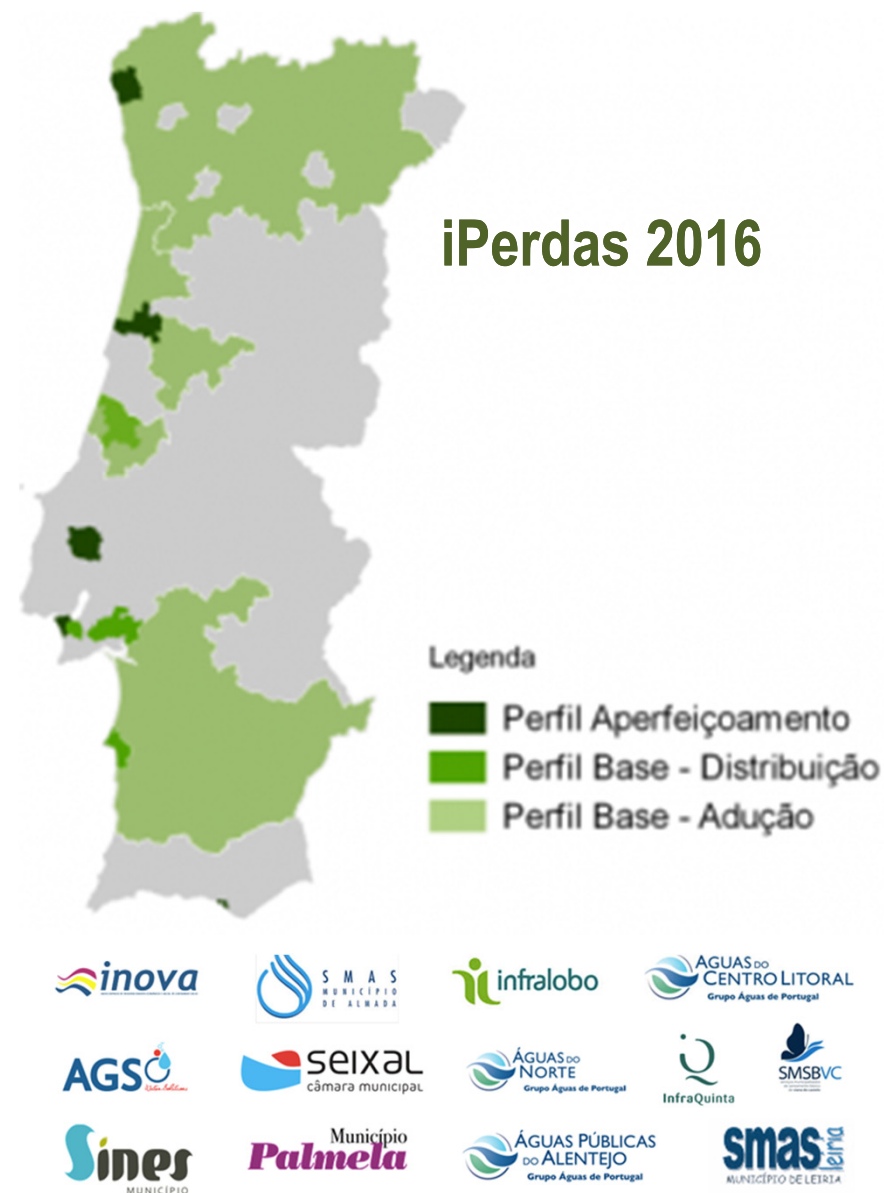 iPerdas 2016
Legenda
Perfil Aperfeiçoamento
Perfil Base - Distribuição
Perfil Base - Adução
inova
SMAS
MUNICÍPIO
DE ALMADA
infralobo
ÁGUAS DO
CENTRO LITORAL
Grupo Águas de Portugal
AGS
Water Solutions
SEIXAL
câmara municipal
ÁGUAS DO
NORTE
Grupo Águas de Portugal
InfraQuinta
SMSBVC
Sines
MUNICÍPIO
Município
Palmela
ÁGUAS PÚBLICAS
DO ALENTEJO
Grupo Águas de Portugal
smas
leiria
MUNICÍPIO DE LEIRIA